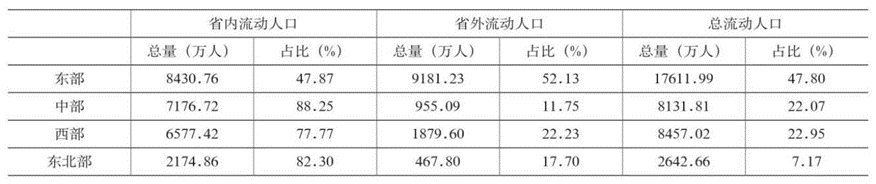 省内流动人口 省外流动人口 总流动人口
总量（万人） 占比（%） 总量（万人） 占比（%） 总量（万人） 占比（%）
东部 8430.76 47.87 9181.23 52.13 17611.99 47.80
中部 7176.72 88.25 955.09 11.75 8131.81 22.07
西部 6577.42 77.77 1879.60 22.23 8457.02 22.95
东北部 2174.86 82.30 467.80 17.70 2642.66 7.17